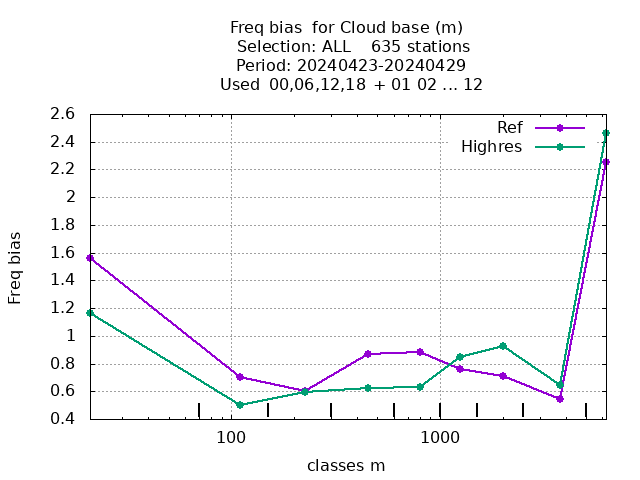 Freq bias  for Cloud base (m)
Selection: ALL    635 stations
Period: 20240423-20240429
Used  00,06,12,18  + 01 02 ... 12
Ref
Highres
2.6
2.4
2.2
2
1.8
1.6
1.4
1.2
1
0.8
0.6
0.4
Freq bias
100
1000
classes m